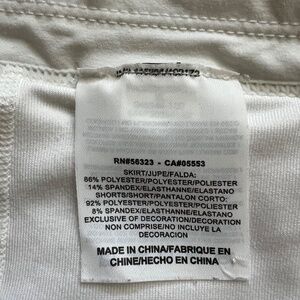 RN#56323 - CA#05553
SKIRT/JUPE/FALDA:
86% POLYESTER/POLYESTER/POLIESTER
14% SPANDEX/ELASTHANNE/ELASTANO
SHORTS/SHORT/PANTALON CORTO:
92% POLYESTER/POLYESTER/POLIESTER
8% SPANDEX/ELASTHANNE/ELASTANO
EXCLUSIVE OF DECORATION/DECORATION
NON COMPRISE/NO INCLUYE LA
DECORACION
MADE IN CHINA/FABRIQUE EN
CHINE/HECHO EN CHINA